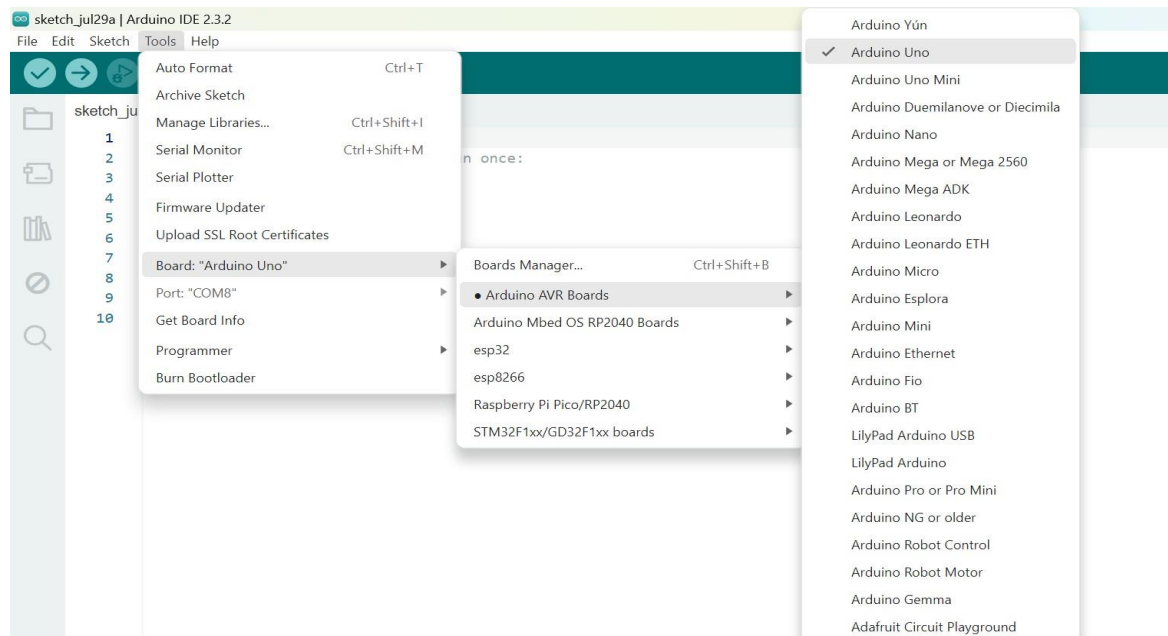 sketch_jul29a | Arduino IDE 2.3.2
File Edit Sketch Tools Help
sketch_ju
1
2 n once:
3
4
5
6
7
8
9
10
Auto Format Ctrl+T
Archive Sketch
Manage Libraries... Ctrl+Shift+I
Serial Monitor Ctrl+Shift+M
Serial Plotter
Firmware Updater
Upload SSL Root Certificates
Board: "Arduino Uno"
Port: "COM8"
Get Board Info
Programmer
Burn Bootloader
Boards Manager... Ctrl+Shift+B
● Arduino AVR Boards
Arduino Mbed OS RP2040 Boards
esp32
esp8266
Raspberry Pi Pico/RP2040
STM32F1xx/GD32F1xx boards
Arduino Yún
✓ Arduino Uno
Arduino Uno Mini
Arduino Duemilanove or Diecimila
Arduino Nano
Arduino Mega or Mega 2560
Arduino Mega ADK
Arduino Leonardo
Arduino Leonardo ETH
Arduino Micro
Arduino Esplora
Arduino Mini
Arduino Ethernet
Arduino Fio
Arduino BT
LilyPad Arduino USB
LilyPad Arduino
Arduino Pro or Pro Mini
Arduino NG or older
Arduino Robot Control
Arduino Robot Motor
Arduino Gemma
Adafruit Circuit Playground